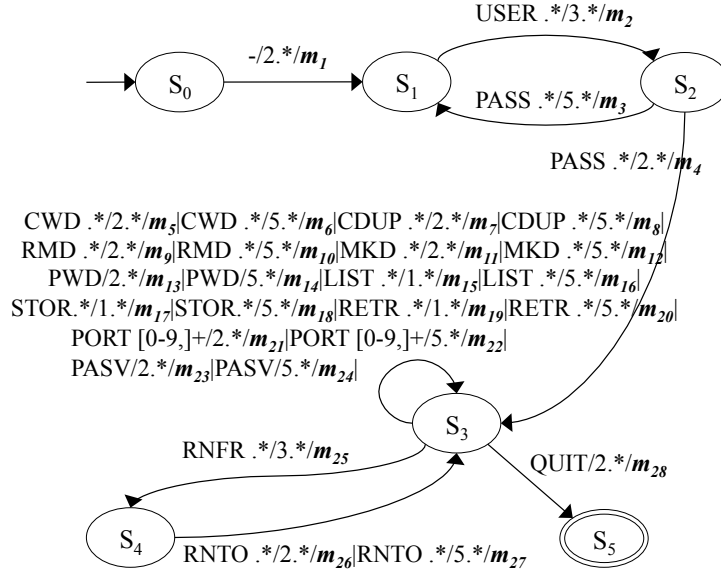 USER .*/3.*/m2
-/2.*/m1
S0
S1
S2
PASS .*/5.*/m3
PASS .*/2.*/m4
CWD .*/2.*/m5|CWD .*/5.*/m6|CDUP .*/2.*/m7|CDUP .*/5.*/m8|
RMD .*/2.*/m9|RMD .*/5.*/m10|MKD .*/2.*/m11|MKD .*/5.*/m12|
PWD/2.*/m13|PWD/5.*/m14|LIST .*/1.*/m15|LIST .*/5.*/m16|
STOR.*/1.*/m17|STOR.*/5.*/m18|RETR .*/1.*/m19|RETR .*/5.*/m20|
PORT [0-9,]+/2.*/m21|PORT [0-9,]+/5.*/m22|
PASV/2.*/m23|PASV/5.*/m24|
S3
RNFR .*/3.*/m25
QUIT/2.*/m28
S4
S5
RNTO .*/2.*/m26|RNTO .*/5.*/m27